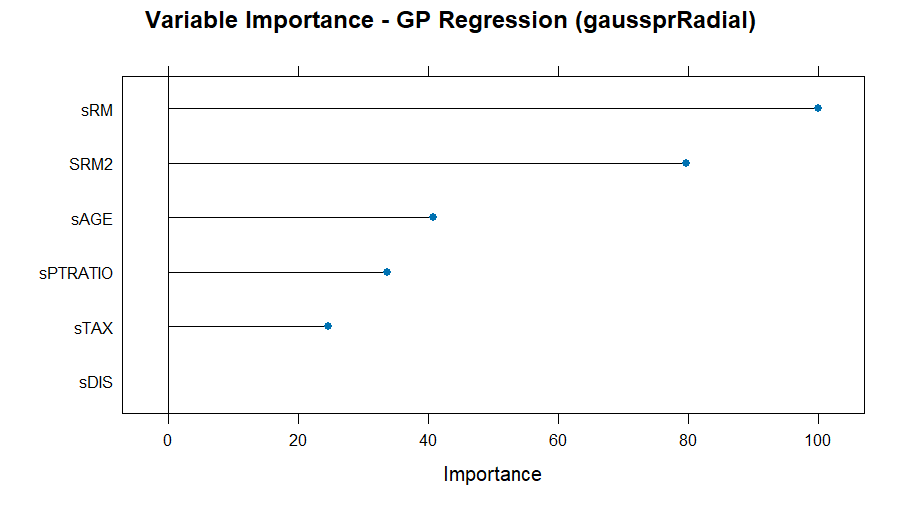 Variable Importance - GP Regression (gaussprRadial)
sRM
SRM2
sAGE
sPTRATIO
sTAX
sDIS
0 20 40 60 80 100
Importance